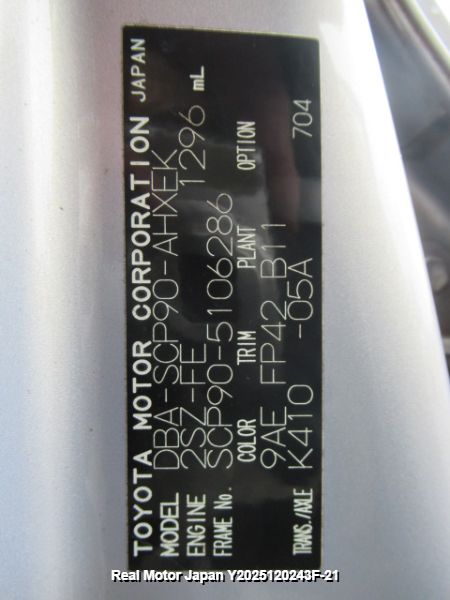 TOYOTA MOTOR CORPORATION JAPAN
MODEL DBA-SCP90-AHXEK
ENGINE 2SZ-FE 1296 mL
FRAME No. SCP90-5106286
COLOR TRIM PLANT OPTION
9AE FP42 B11 704
TRANS./AXLE K410 -05A
Real Motor Japan Y2025120243F-21